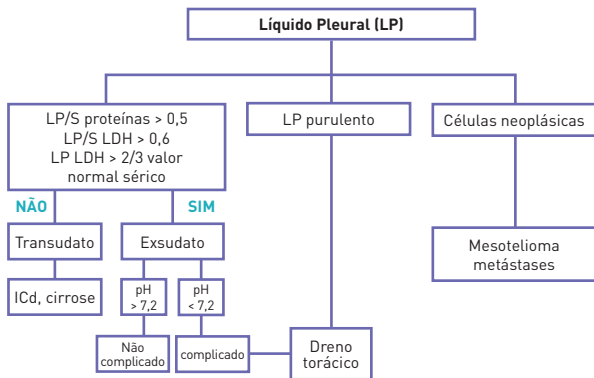 Líquido Pleural (LP)
LP/S proteínas > 0,5
LP/S LDH > 0,6
LP LDH > 2/3 valor
normal sérico
LP purulento
Células neoplásicas
NÃO
SIM
Transudato
Exsudato
Mesotelioma
metástases
ICd, cirrose
pH
> 7,2
pH
< 7,2
Não
complicado
complicado
Dreno
torácico